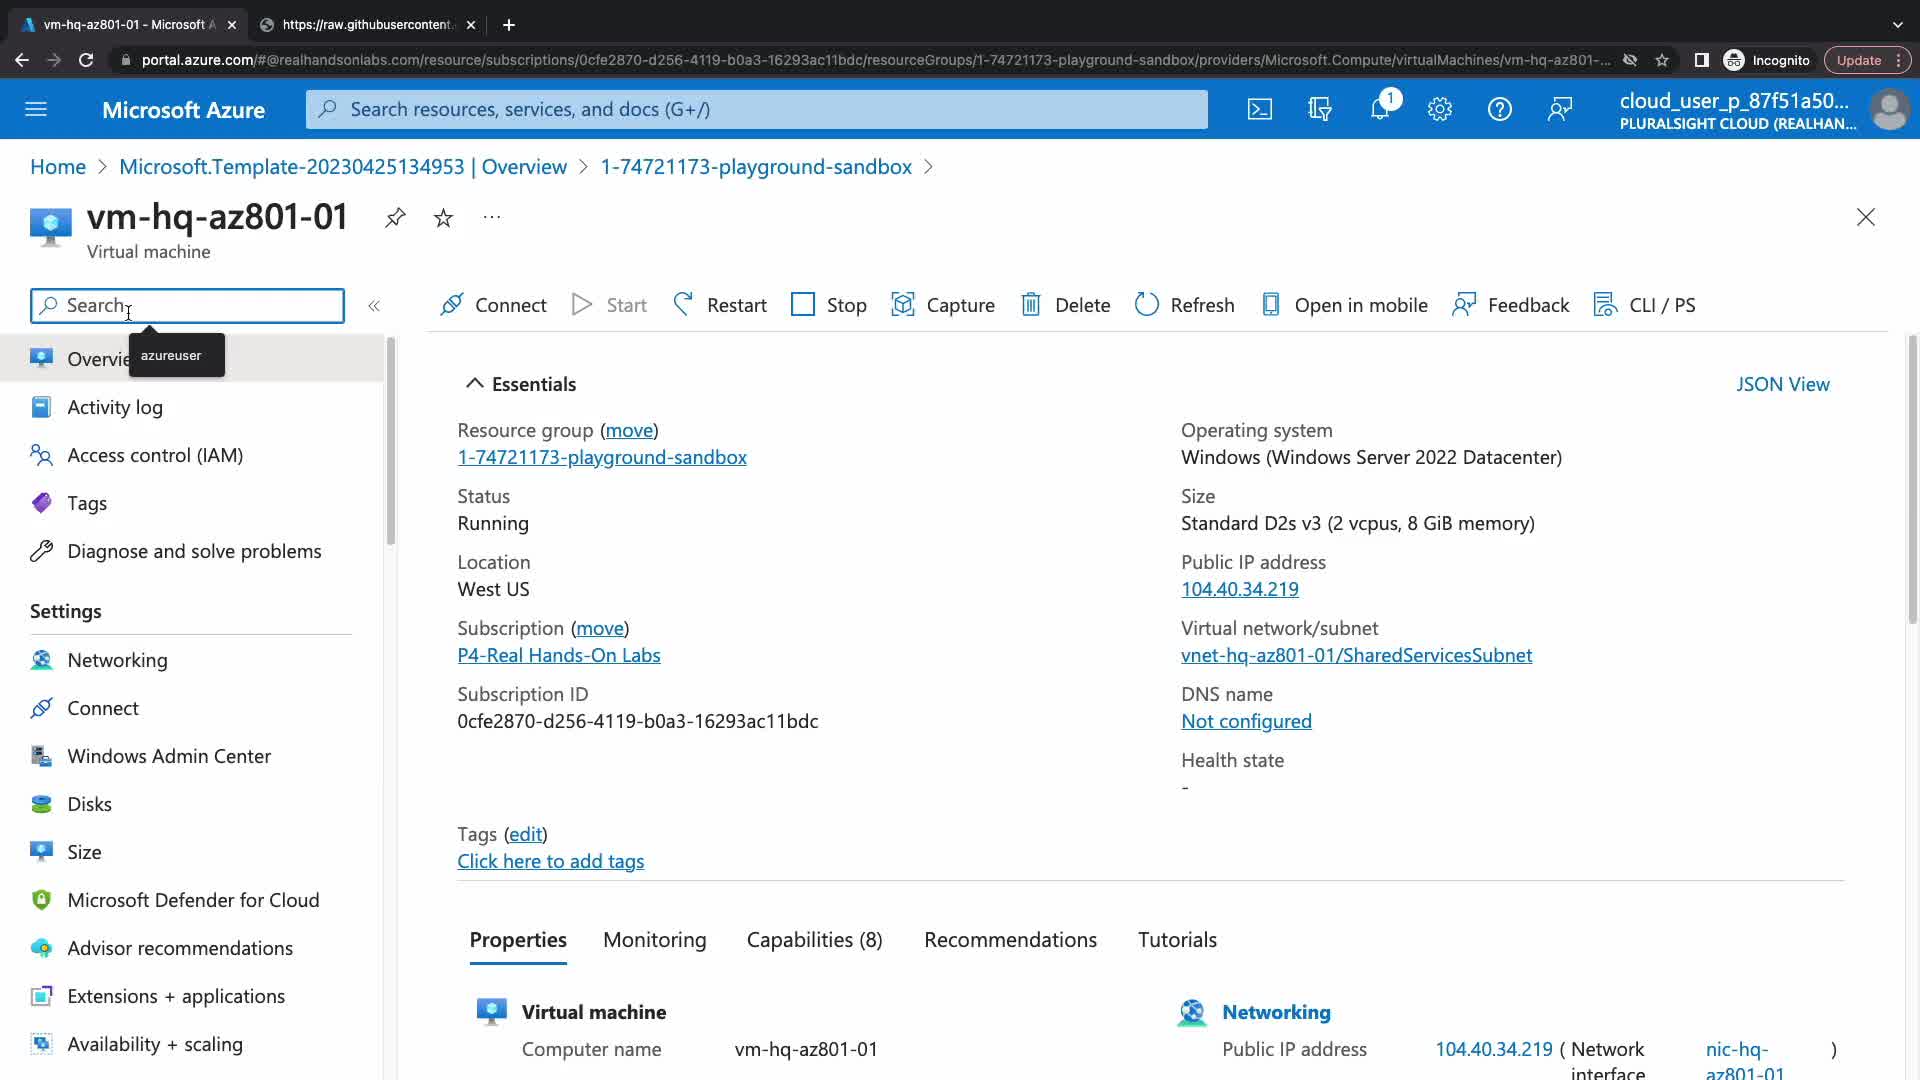 vm-hq-az801-01 - Microsoft A
https://raw.githubusercontent.
portal.azure.com/#@realhandsonlabs.com/resource/subscriptions/0cfe2870-d256-4119-b0a3-16293ac11bdc/resourceGroups/1-74721173-playground-sandbox/providers/Microsoft.Compute/virtualMachines/vm-hq-az801-...
Incognito
Update
Microsoft Azure
Search resources, services, and docs (G+/)
1
cloud_user_p_87f51a50...
PLURALSIGHT CLOUD (REALHAN...
Home > Microsoft.Template-20230425134953 | Overview > 1-74721173-playground-sandbox >
vm-hq-az801-01
Virtual machine
Search
azureuser
Connect Start Restart Stop Capture Delete Refresh Open in mobile Feedback CLI / PS
Overvie
Activity log
Access control (IAM)
Tags
Diagnose and solve problems
Settings
Networking
Connect
Windows Admin Center
Disks
Size
Microsoft Defender for Cloud
Advisor recommendations
Extensions + applications
Availability + scaling
Essentials
JSON View
Resource group (move)
1-74721173-playground-sandbox
Status
Running
Location
West US
Subscription (move)
P4-Real Hands-On Labs
Subscription ID
0cfe2870-d256-4119-b0a3-16293ac11bdc
Operating system
Windows (Windows Server 2022 Datacenter)
Size
Standard D2s v3 (2 vcpus, 8 GiB memory)
Public IP address
104.40.34.219
Virtual network/subnet
vnet-hq-az801-01/SharedServicesSubnet
DNS name
Not configured
Health state
-
Tags (edit)
Click here to add tags
Properties Monitoring Capabilities (8) Recommendations Tutorials
Virtual machine
Computer name vm-hq-az801-01
Networking
Public IP address 104.40.34.219 ( Network interface nic-hq-az801-01 )